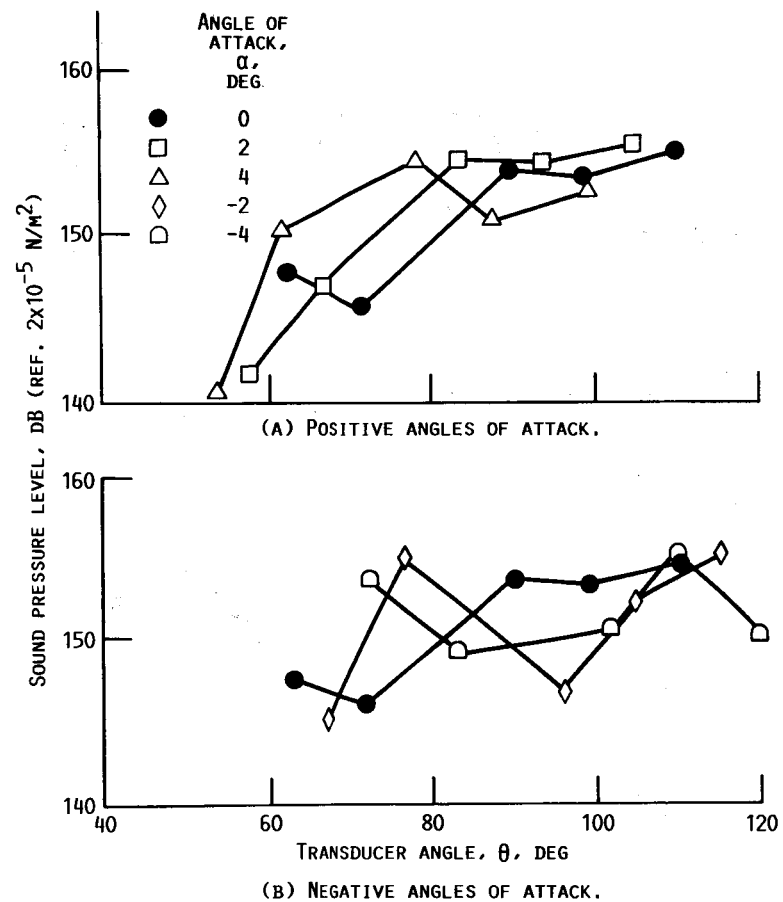 ANGLE OF
ATTACK,
α,
DEG
0
2
4
-2
-4
160
150
140
SOUND PRESSURE LEVEL, DB (REF. 2x10⁻⁵ N/M²)
(A) POSITIVE ANGLES OF ATTACK.
160
150
140
40 60 80 100 120
TRANSDUCER ANGLE, θ, DEG
(B) NEGATIVE ANGLES OF ATTACK.